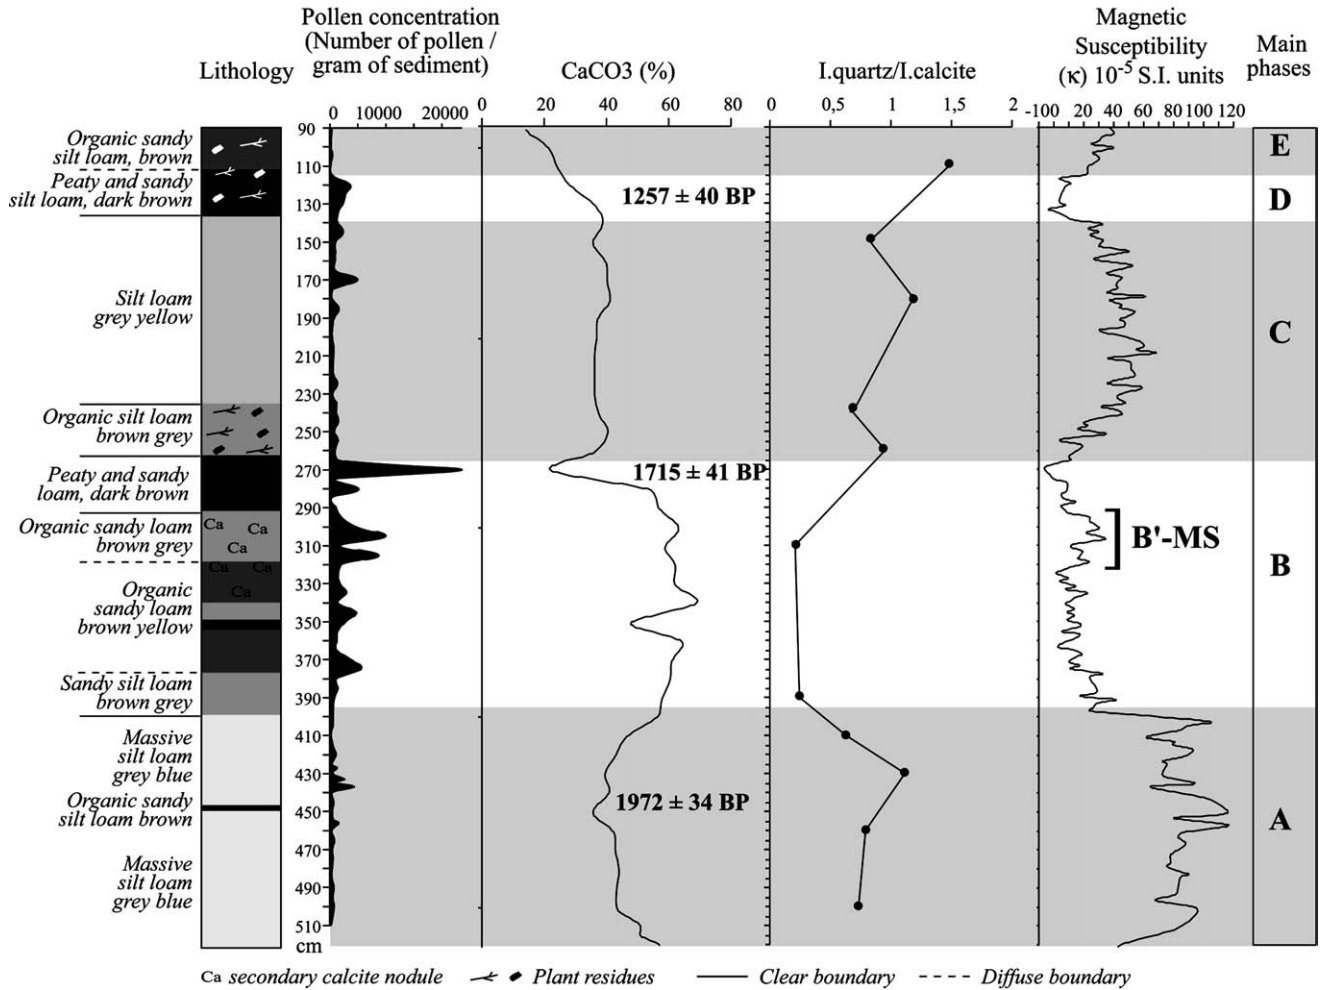 Pollen concentration
(Number of pollen /
gram of sediment)
Lithology
CaCO3 (%)
I.quartz/I.calcite
Magnetic
Susceptibility
(κ) 10⁻⁵ S.I. units
Main
phases
0 10000 20000
0 20 40 60 80
0 0,5 1 1,5 2
-100 20 40 60 80 100 120
90
110
130
150
170
190
210
230
250
270
290
310
330
350
370
390
410
430
450
470
490
510
cm
Organic sandy
silt loam, brown
Peaty and sandy
silt loam, dark brown
Silt loam
grey yellow
Organic silt loam
brown grey
Peaty and sandy
loam, dark brown
Organic sandy loam
brown grey
Organic
sandy loam
brown yellow
Sandy silt loam
brown grey
Massive
silt loam
grey blue
Organic sandy
silt loam brown
Massive
silt loam
grey blue
Ca Ca
Ca
Ca Ca
Ca
1257 ± 40 BP
1715 ± 41 BP
1972 ± 34 BP
B'-MS
E
D
C
B
A
Ca secondary calcite nodule Plant residues Clear boundary Diffuse boundary